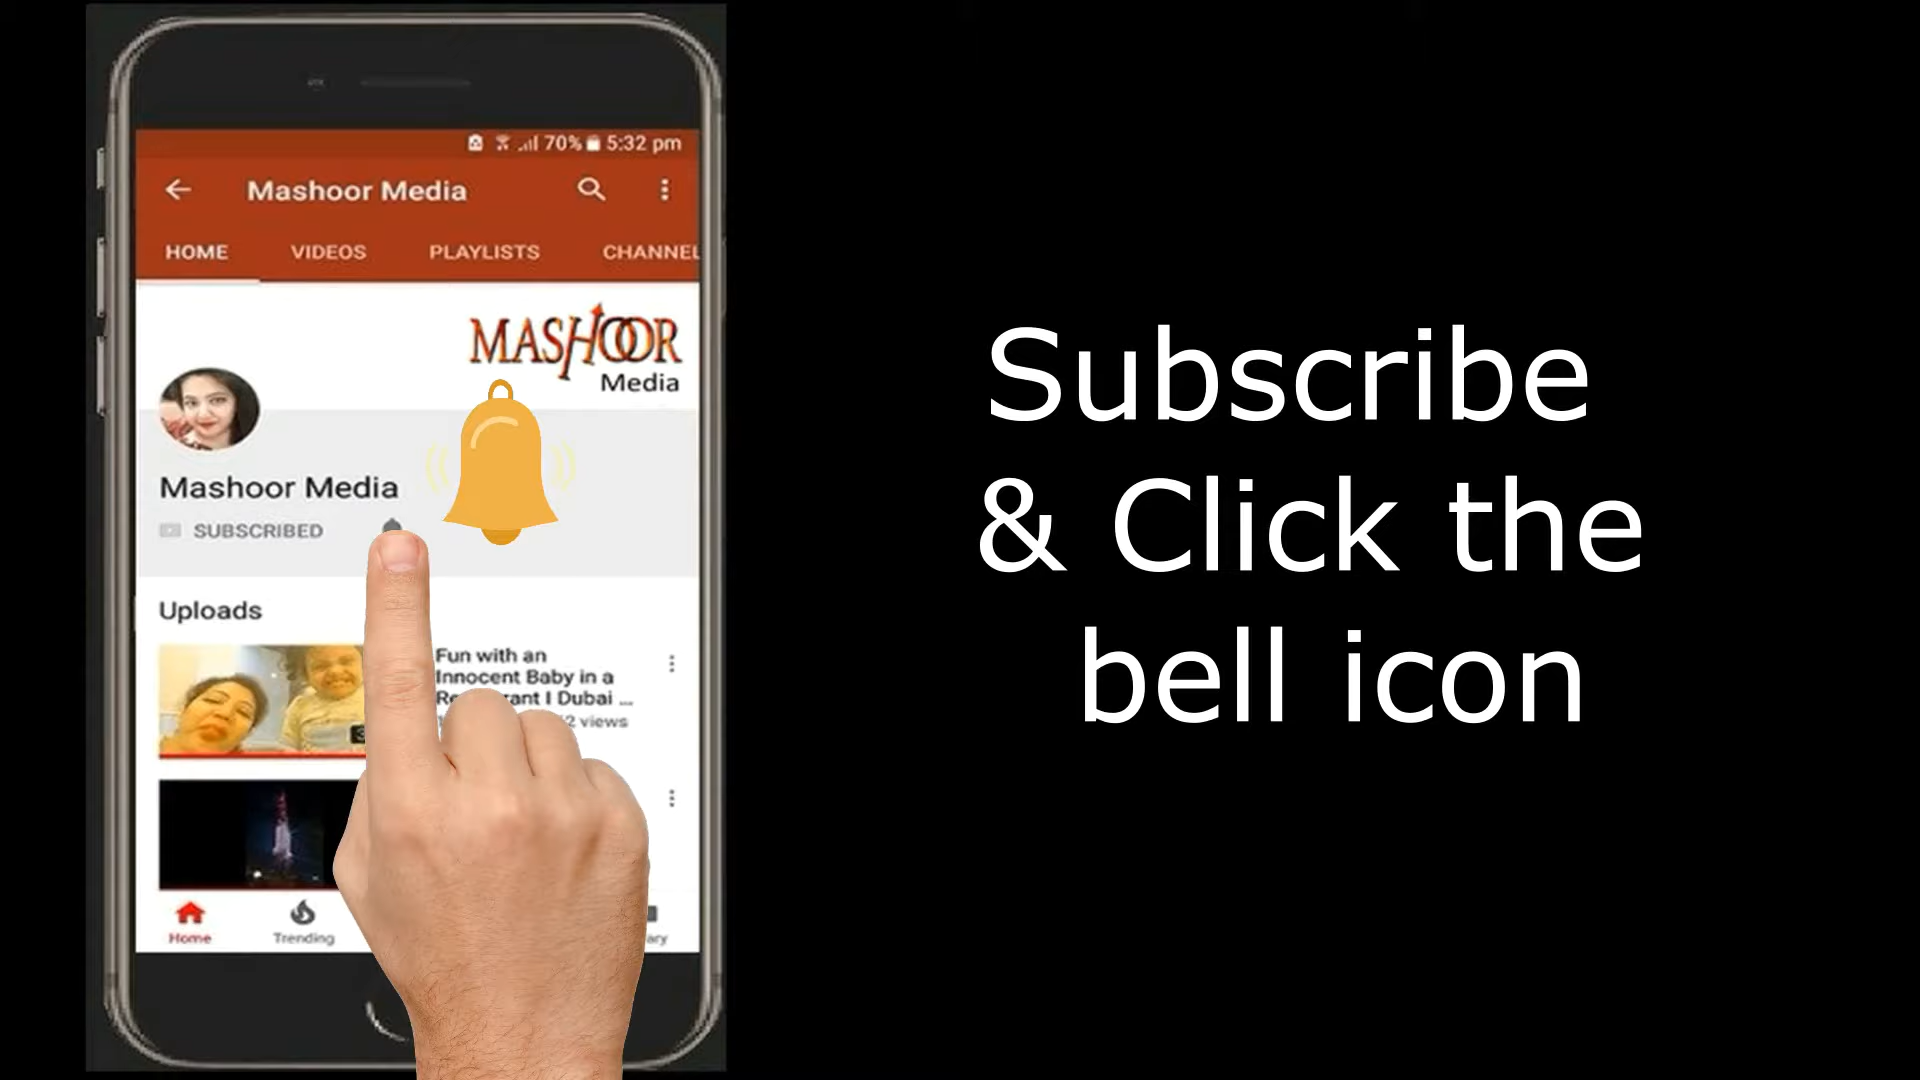 70% 5:32 pm
Mashoor Media
HOME VIDEOS PLAYLISTS CHANNEL
MASHOOR
Media
Mashoor Media
SUBSCRIBED
Uploads
Fun with an
Innocent Baby in a
Dubai ...
views
Home Trending
Subscribe
& Click the
bell icon